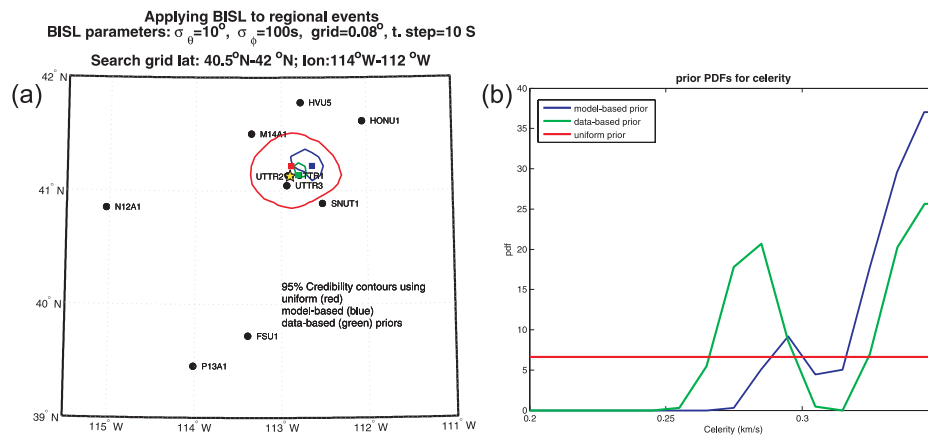 Applying BISL to regional events
BISL parameters: σ θ=10°, σ ϕ=100s, grid=0.08°, t. step=10 S
Search grid lat: 40.5°N-42 °N; lon:114°W-112 °W
(a)
42° N
41° N
40° N
39° N
115° W
114° W
113° W
112° W
111° W
HVU5
HONU1
M14A1
UTTR2
UTTR1
UTTR3
SNUT1
N12A1
FSU1
P13A1
95% Credibility contours using
uniform (red)
model-based (blue)
data-based (green) priors
(b)
prior PDFs for celerity
model-based prior
data-based prior
uniform prior
40
35
30
25
20
15
10
5
0
pdf
0.2
0.3
Celerity (km/s)